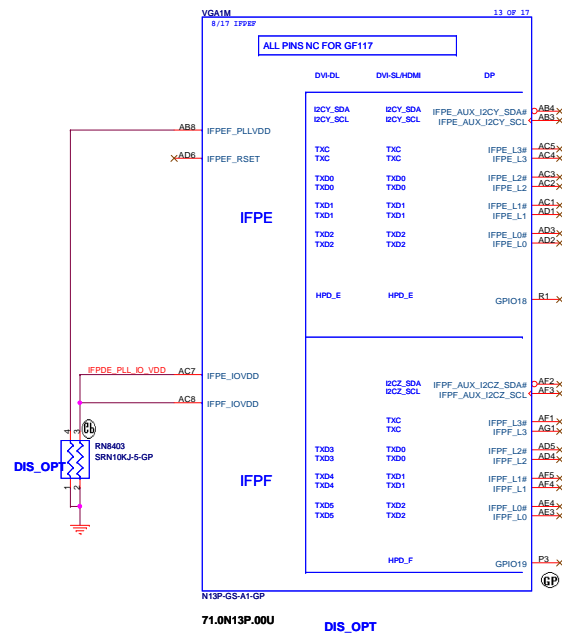 VGA1M 13 OF 17
8/17 IFPEF
ALL PINS NC FOR GF117
DVI-DL DVI-SL/HDMI DP
I2CY_SDA I2CY_SDA IFPE_AUX_I2CY_SDA# AB4
I2CY_SCL I2CY_SCL IFPE_AUX_I2CY_SCL AB3
AB8 IFPEF_PLLVDD
TXC TXC IFPE_L3# AC5
TXC TXC IFPE_L3 AC4
AD6 IFPEF_RSET
TXD0 TXD0 IFPE_L2# AC3
TXD0 TXD0 IFPE_L2 AC2
TXD1 TXD1 IFPE_L1# AC1
TXD1 TXD1 IFPE_L1 AD1
IFPE
TXD2 TXD2 IFPE_L0# AD3
TXD2 TXD2 IFPE_L0 AD2
HPD_E HPD_E GPIO18 R1
IFPDE_PLL_IO_VDD AC7 IFPE_IOVDD
I2CZ_SDA IFPF_AUX_I2CZ_SDA# AF2
I2CZ_SCL IFPF_AUX_I2CZ_SCL AF3
AC8 IFPF_IOVDD
TXC IFPF_L3# AF1
TXC IFPF_L3 AG1
4 3
RN8403
SRN10KJ-5-GP
TXD3 TXD0 IFPF_L2# AD5
TXD3 TXD0 IFPF_L2 AD4
DIS_OPT
IFPF
TXD4 TXD1 IFPF_L1# AF5
TXD4 TXD1 IFPF_L1 AF4
1 2
TXD5 TXD2 IFPF_L0# AE4
TXD5 TXD2 IFPF_L0 AE3
HPD_F GPIO19 P3
GP
N13P-GS-A1-GP
71.0N13P.00U
DIS_OPT